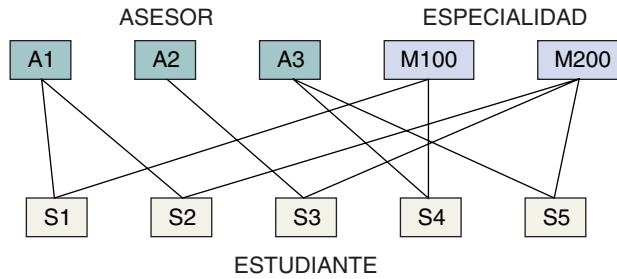 ASESOR ESPECIALIDAD
A1 A2 A3 M100 M200
S1 S2 S3 S4 S5
ESTUDIANTE